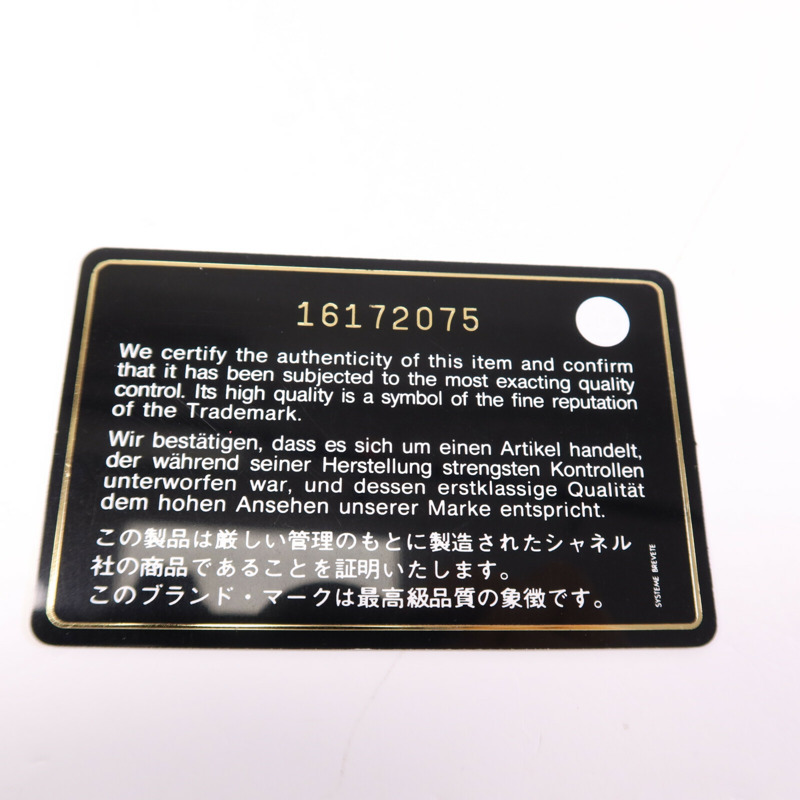 16172075
We certify the authenticity of this item and confirm
that it has been subjected to the most exacting quality
control. Its high quality is a symbol of the fine reputation
of the Trademark.
Wir bestätigen, dass es sich um einen Artikel handelt,
der während seiner Herstellung strengsten Kontrollen
unterworfen war, und dessen erstklassige Qualität
dem hohen Ansehen unserer Marke entspricht.
この製品は厳しい管理のもとに製造されたシャネル
社の商品であることを証明いたします。
このブランド・マークは最高級品質の象徴です。
SYSTEME BREVETE